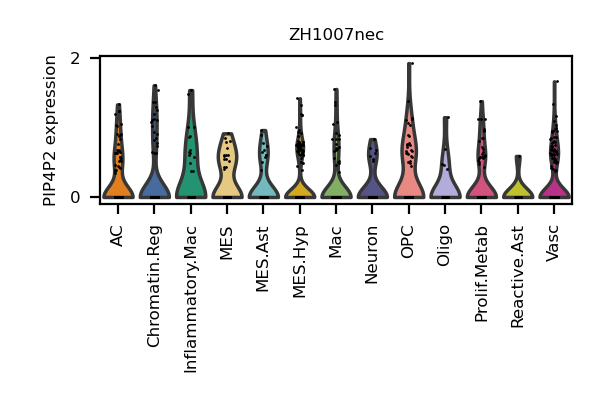 ZH1007nec
PIP4P2 expression
2
0
AC
Chromatin.Reg
Inflammatory.Mac
MES
MES.Ast
MES.Hyp
Mac
Neuron
OPC
Oligo
Prolif.Metab
Reactive.Ast
Vasc